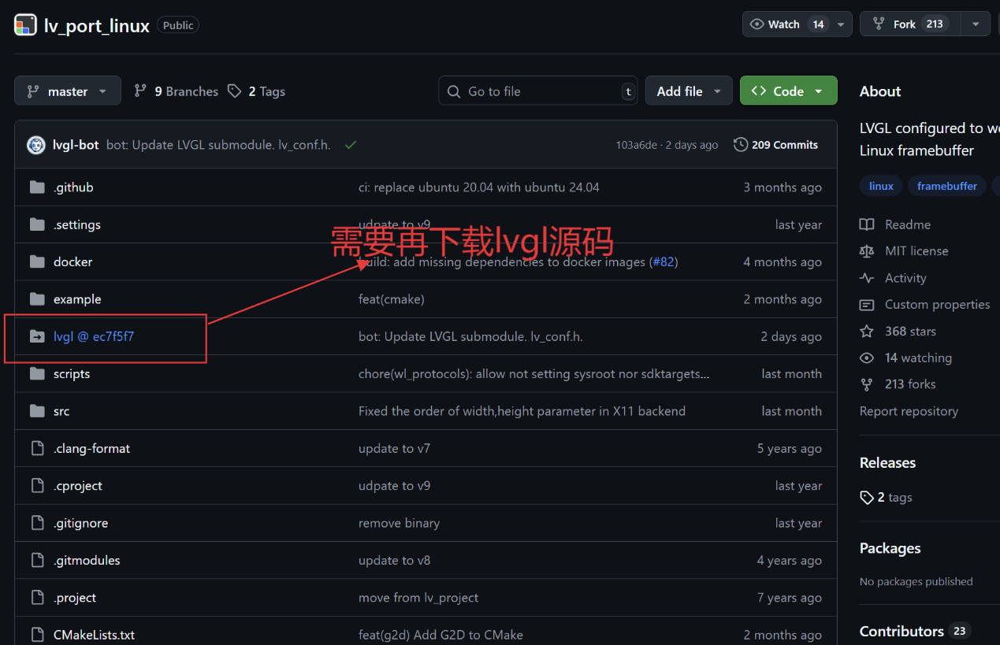 lv_port_linux Public
Watch 14
Fork 213
master
9 Branches
2 Tags
Go to file
t
Add file
Code
lvgl-bot bot: Update LVGL submodule. lv_conf.h.
103a6de · 2 days ago
209 Commits
.github ci: replace ubuntu 20.04 with ubuntu 24.04 3 months ago
.settings udpate to v9 last year
需要再下载lvgl源码
docker build: add missing dependencies to docker images (#82) 4 months ago
example feat(cmake) 2 months ago
lvgl @ ec7f5f7 bot: Update LVGL submodule. lv_conf.h. 2 days ago
scripts chore(wl_protocols): allow not setting sysroot nor sdktargets... last month
src Fixed the order of width,height parameter in X11 backend last month
.clang-format update to v7 5 years ago
.cproject udpate to v9 last year
.gitignore remove binary last year
.gitmodules update to v8 4 years ago
.project move from lv_project 7 years ago
CMakeLists.txt feat(g2d) Add G2D to CMake 2 months ago
About
LVGL configured to
Linux framebuffer
linux framebuffer
Readme
MIT license
Activity
Custom properties
368 stars
14 watching
213 forks
Report repository
Releases
2 tags
Packages
No packages published
Contributors 23